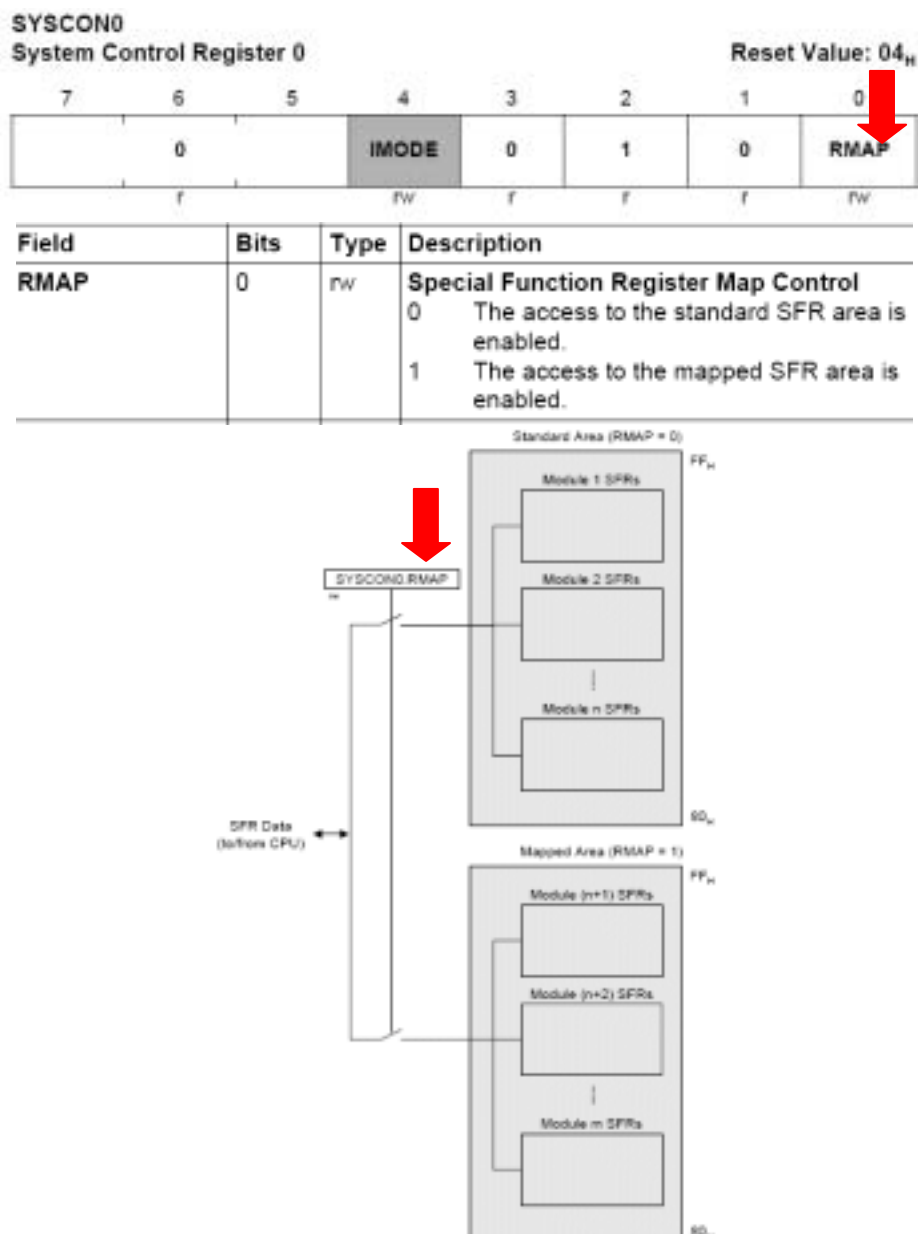 SYSCON0
System Control Register 0 Reset Value: 04H
7 6 5 4 3 2 1 0
0 IMODE 0 1 0 RMAP
r rw r r r rw
Field Bits Type Description
RMAP 0 rw Special Function Register Map Control
0 The access to the standard SFR area is
enabled.
1 The access to the mapped SFR area is
enabled.
Standard Area (RMAP = 0)
FFH
Module 1 SFRs
SYSCON0.RMAP
rw
Module 2 SFRs
Module n SFRs
80H
SFR Data
(to/from CPU)
Mapped Area (RMAP = 1)
FFH
Module (n+1) SFRs
Module (n+2) SFRs
Module m SFRs
80H